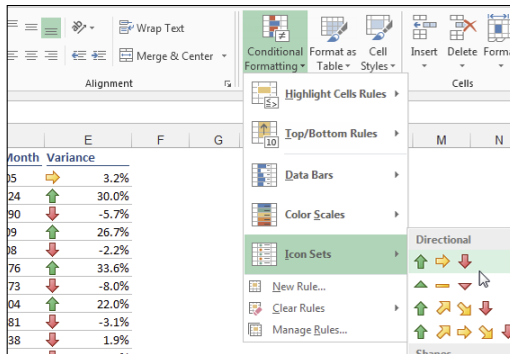 Wrap Text
Merge & Center
Alignment
Conditional Formatting
Format as Table
Cell Styles
Insert Delete Forma
Cells
E F G M N
Month Variance
05 3.2%
24 30.0%
90 -5.7%
09 26.7%
08 -2.2%
76 33.6%
73 -8.0%
04 22.0%
81 -3.1%
38 1.9%
Highlight Cells Rules
Top/Bottom Rules
10
Data Bars
Color Scales
Icon Sets
New Rule...
Clear Rules
Manage Rules...
Directional
Shapes